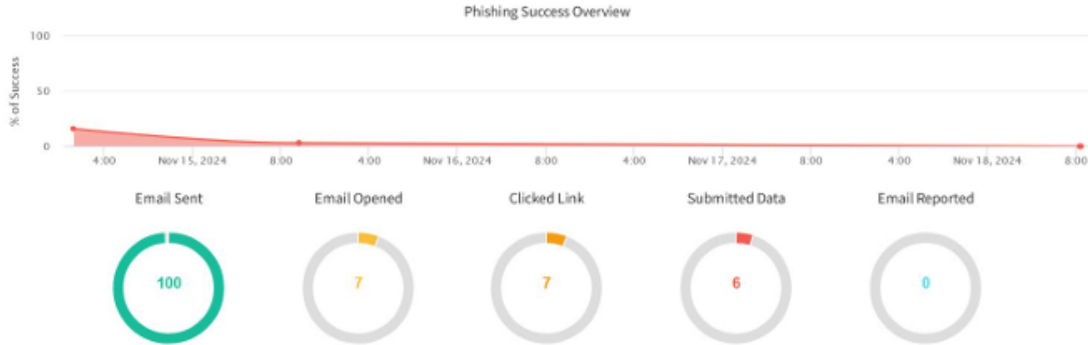 Phishing Success Overview
100
50
0
% of Success
4:00 Nov 15, 2024 8:00 4:00 Nov 16, 2024 8:00 4:00 Nov 17, 2024 8:00 4:00 Nov 18, 2024 8:00
Email Sent Email Opened Clicked Link Submitted Data Email Reported
100 7 7 6 0